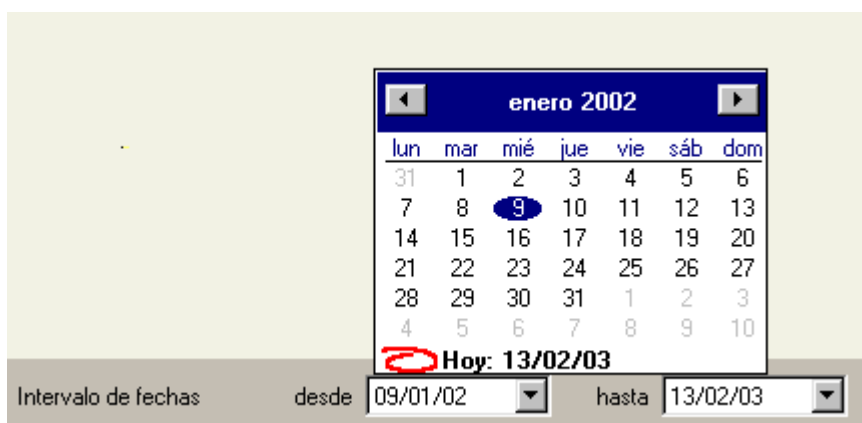 enero 2002
lun mar mié jue vie sáb dom
31 1 2 3 4 5 6
7 8 9 10 11 12 13
14 15 16 17 18 19 20
21 22 23 24 25 26 27
28 29 30 31 1 2 3
4 5 6 7 8 9 10
Hoy: 13/02/03
Intervalo de fechas desde 09/01/02 hasta 13/02/03